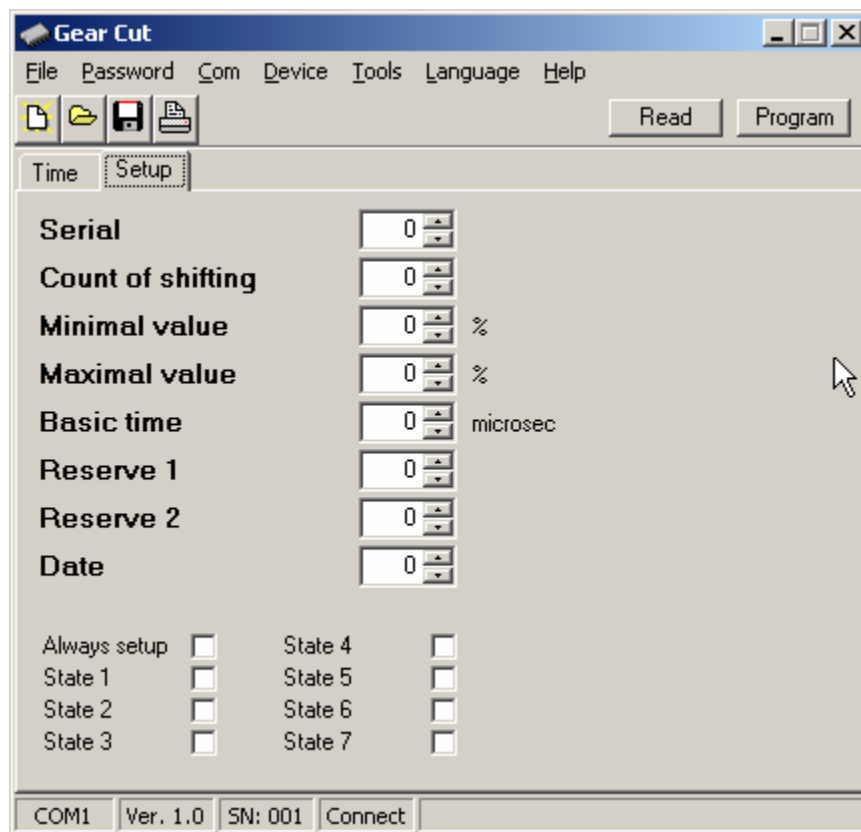 Gear Cut
File Password Com Device Tools Language Help
Read Program
Time Setup
Serial 0
Count of shifting 0
Minimal value 0 %
Maximal value 0 %
Basic time 0 microsec
Reserve 1 0
Reserve 2 0
Date 0
Always setup State 4
State 1 State 5
State 2 State 6
State 3 State 7
COM1 Ver. 1.0 SN: 001 Connect